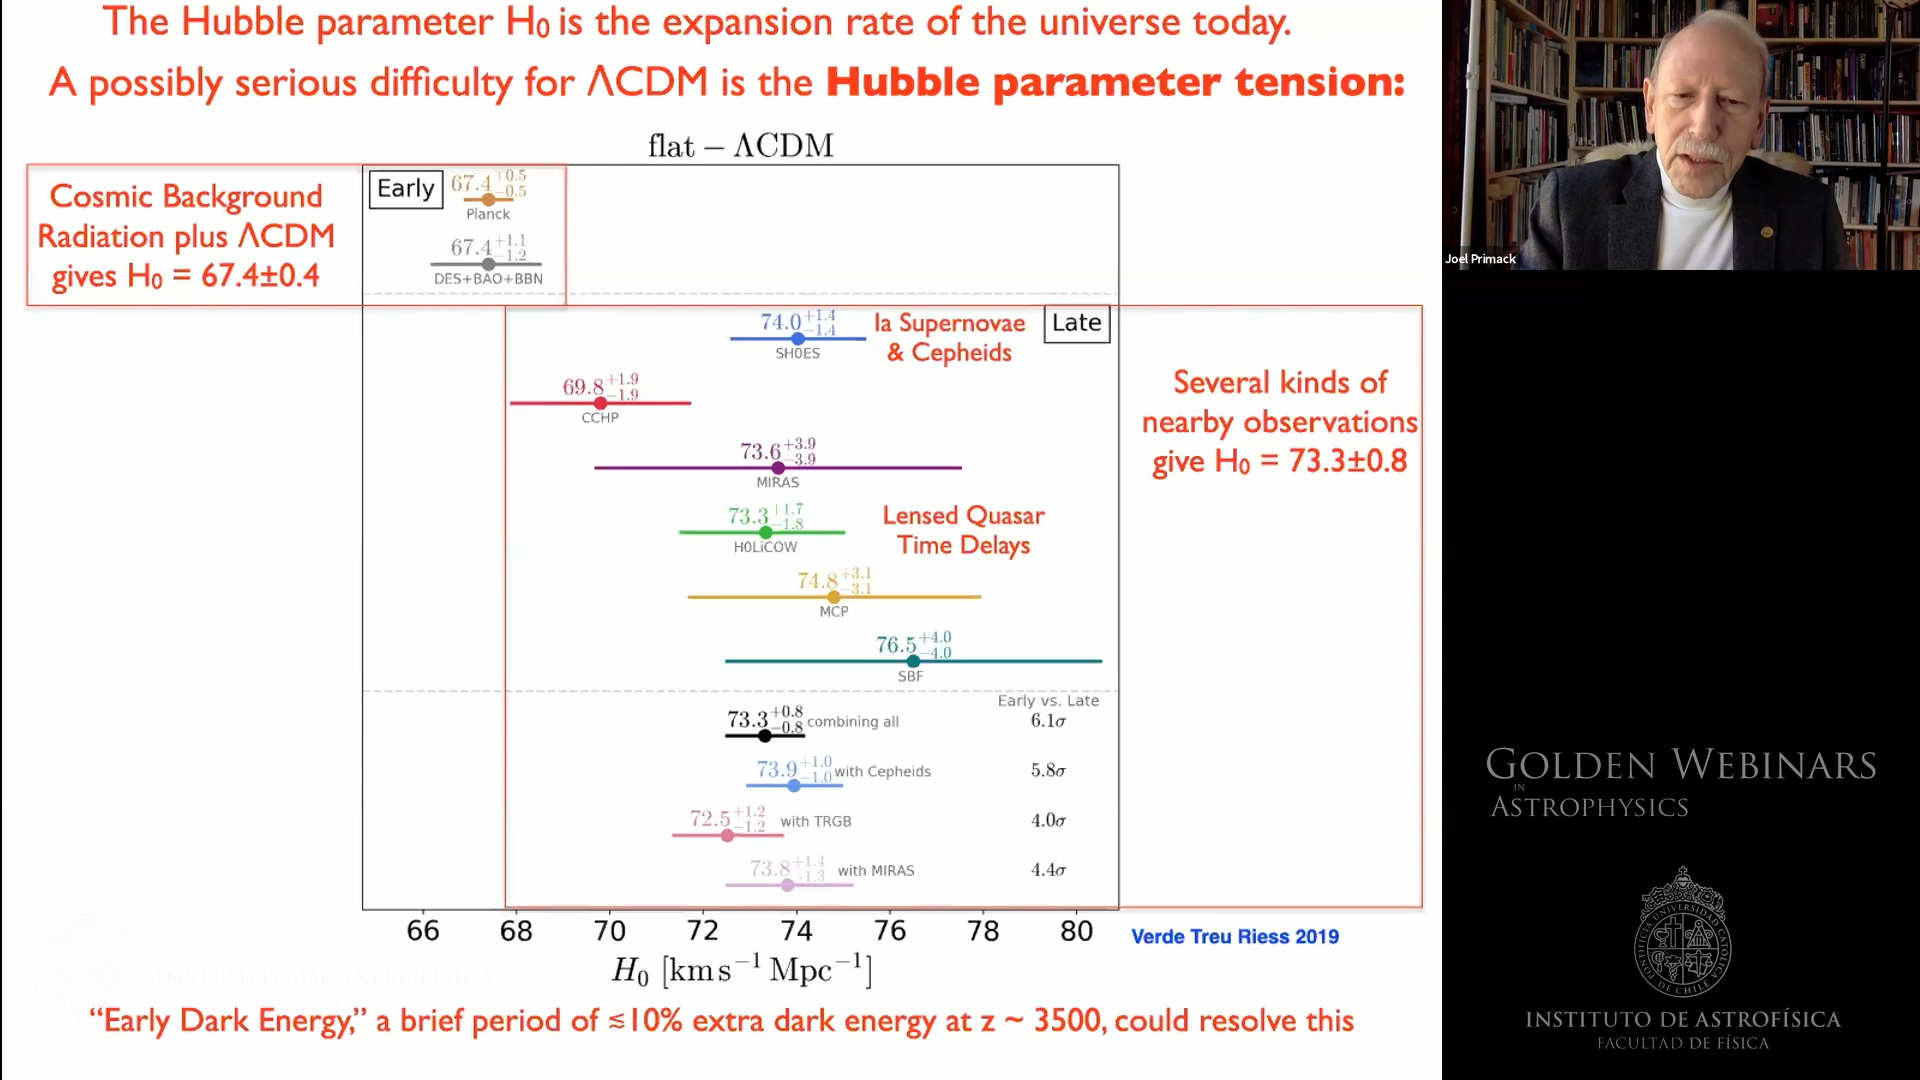 The Hubble parameter H₀ is the expansion rate of the universe today.
A possibly serious difficulty for ΛCDM is the Hubble parameter tension:
flat − ΛCDM
Cosmic Background
Radiation plus ΛCDM
gives H₀ = 67.4±0.4
Early
67.4 +0.5 −0.5
Planck
67.4 +1.1 −1.2
DES+BAO+BBN
Late
74.0 +1.4 −1.4
SH0ES
Ia Supernovae
& Cepheids
69.8 +1.9 −1.9
CCHP
73.6 +3.9 −3.9
MIRAS
73.3 +1.7 −1.8
H0LiCOW
Lensed Quasar
Time Delays
74.8 +3.1 −3.1
MCP
76.5 +4.0 −4.0
SBF
Early vs. Late
73.3 +0.8 −0.8 combining all 6.1σ
73.9 +1.0 −1.0 with Cepheids 5.8σ
72.5 +1.2 −1.2 with TRGB 4.0σ
73.8 +1.4 −1.3 with MIRAS 4.4σ
Several kinds of
nearby observations
give H₀ = 73.3±0.8
66 68 70 72 74 76 78 80
H₀ [km s⁻¹ Mpc⁻¹]
Verde Treu Riess 2019
INSTITUTO DE ASTROFÍSICA
“Early Dark Energy,” a brief period of ≲10% extra dark energy at z ~ 3500, could resolve this
Joel Primack
GOLDEN WEBINARS
IN
ASTROPHYSICS
PONTIFICIA UNIVERSIDAD CATOLICA DE CHILE
INSTITUTO DE ASTROFÍSICA
FACULTAD DE FÍSICA